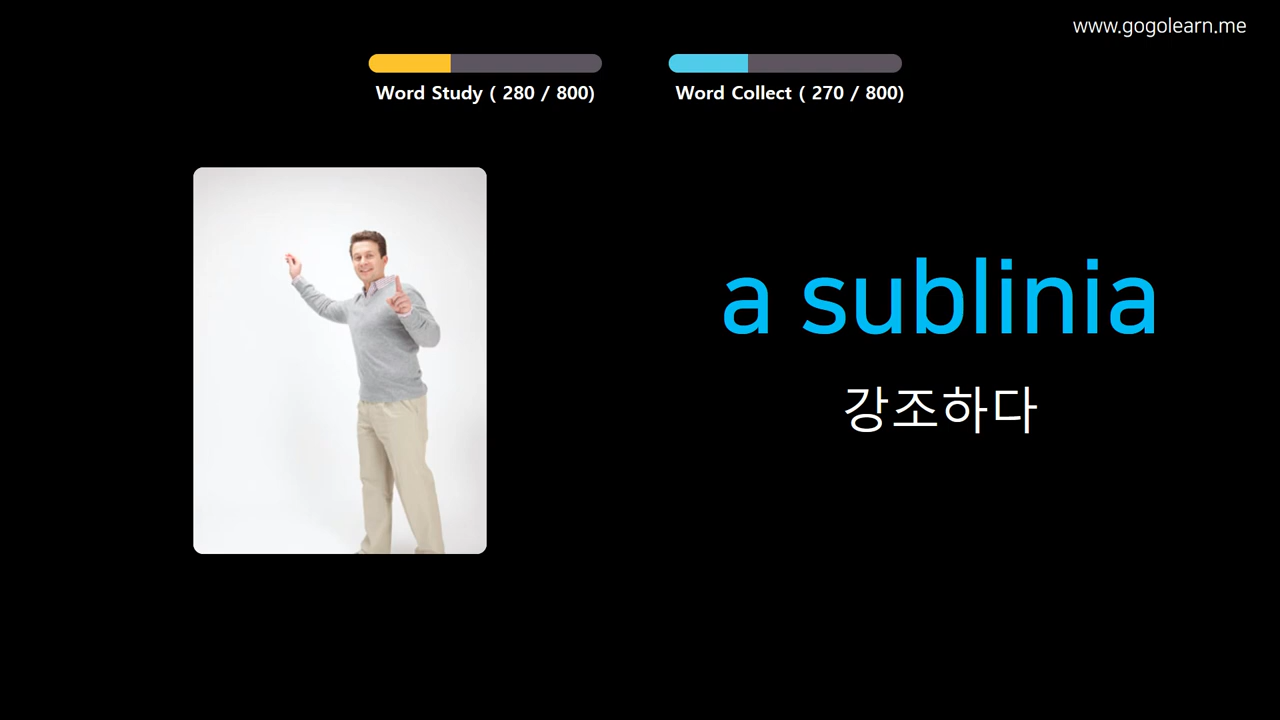 www.gogolearn.me
Word Study ( 280 / 800)
Word Collect ( 270 / 800)
a sublinia
강조하다